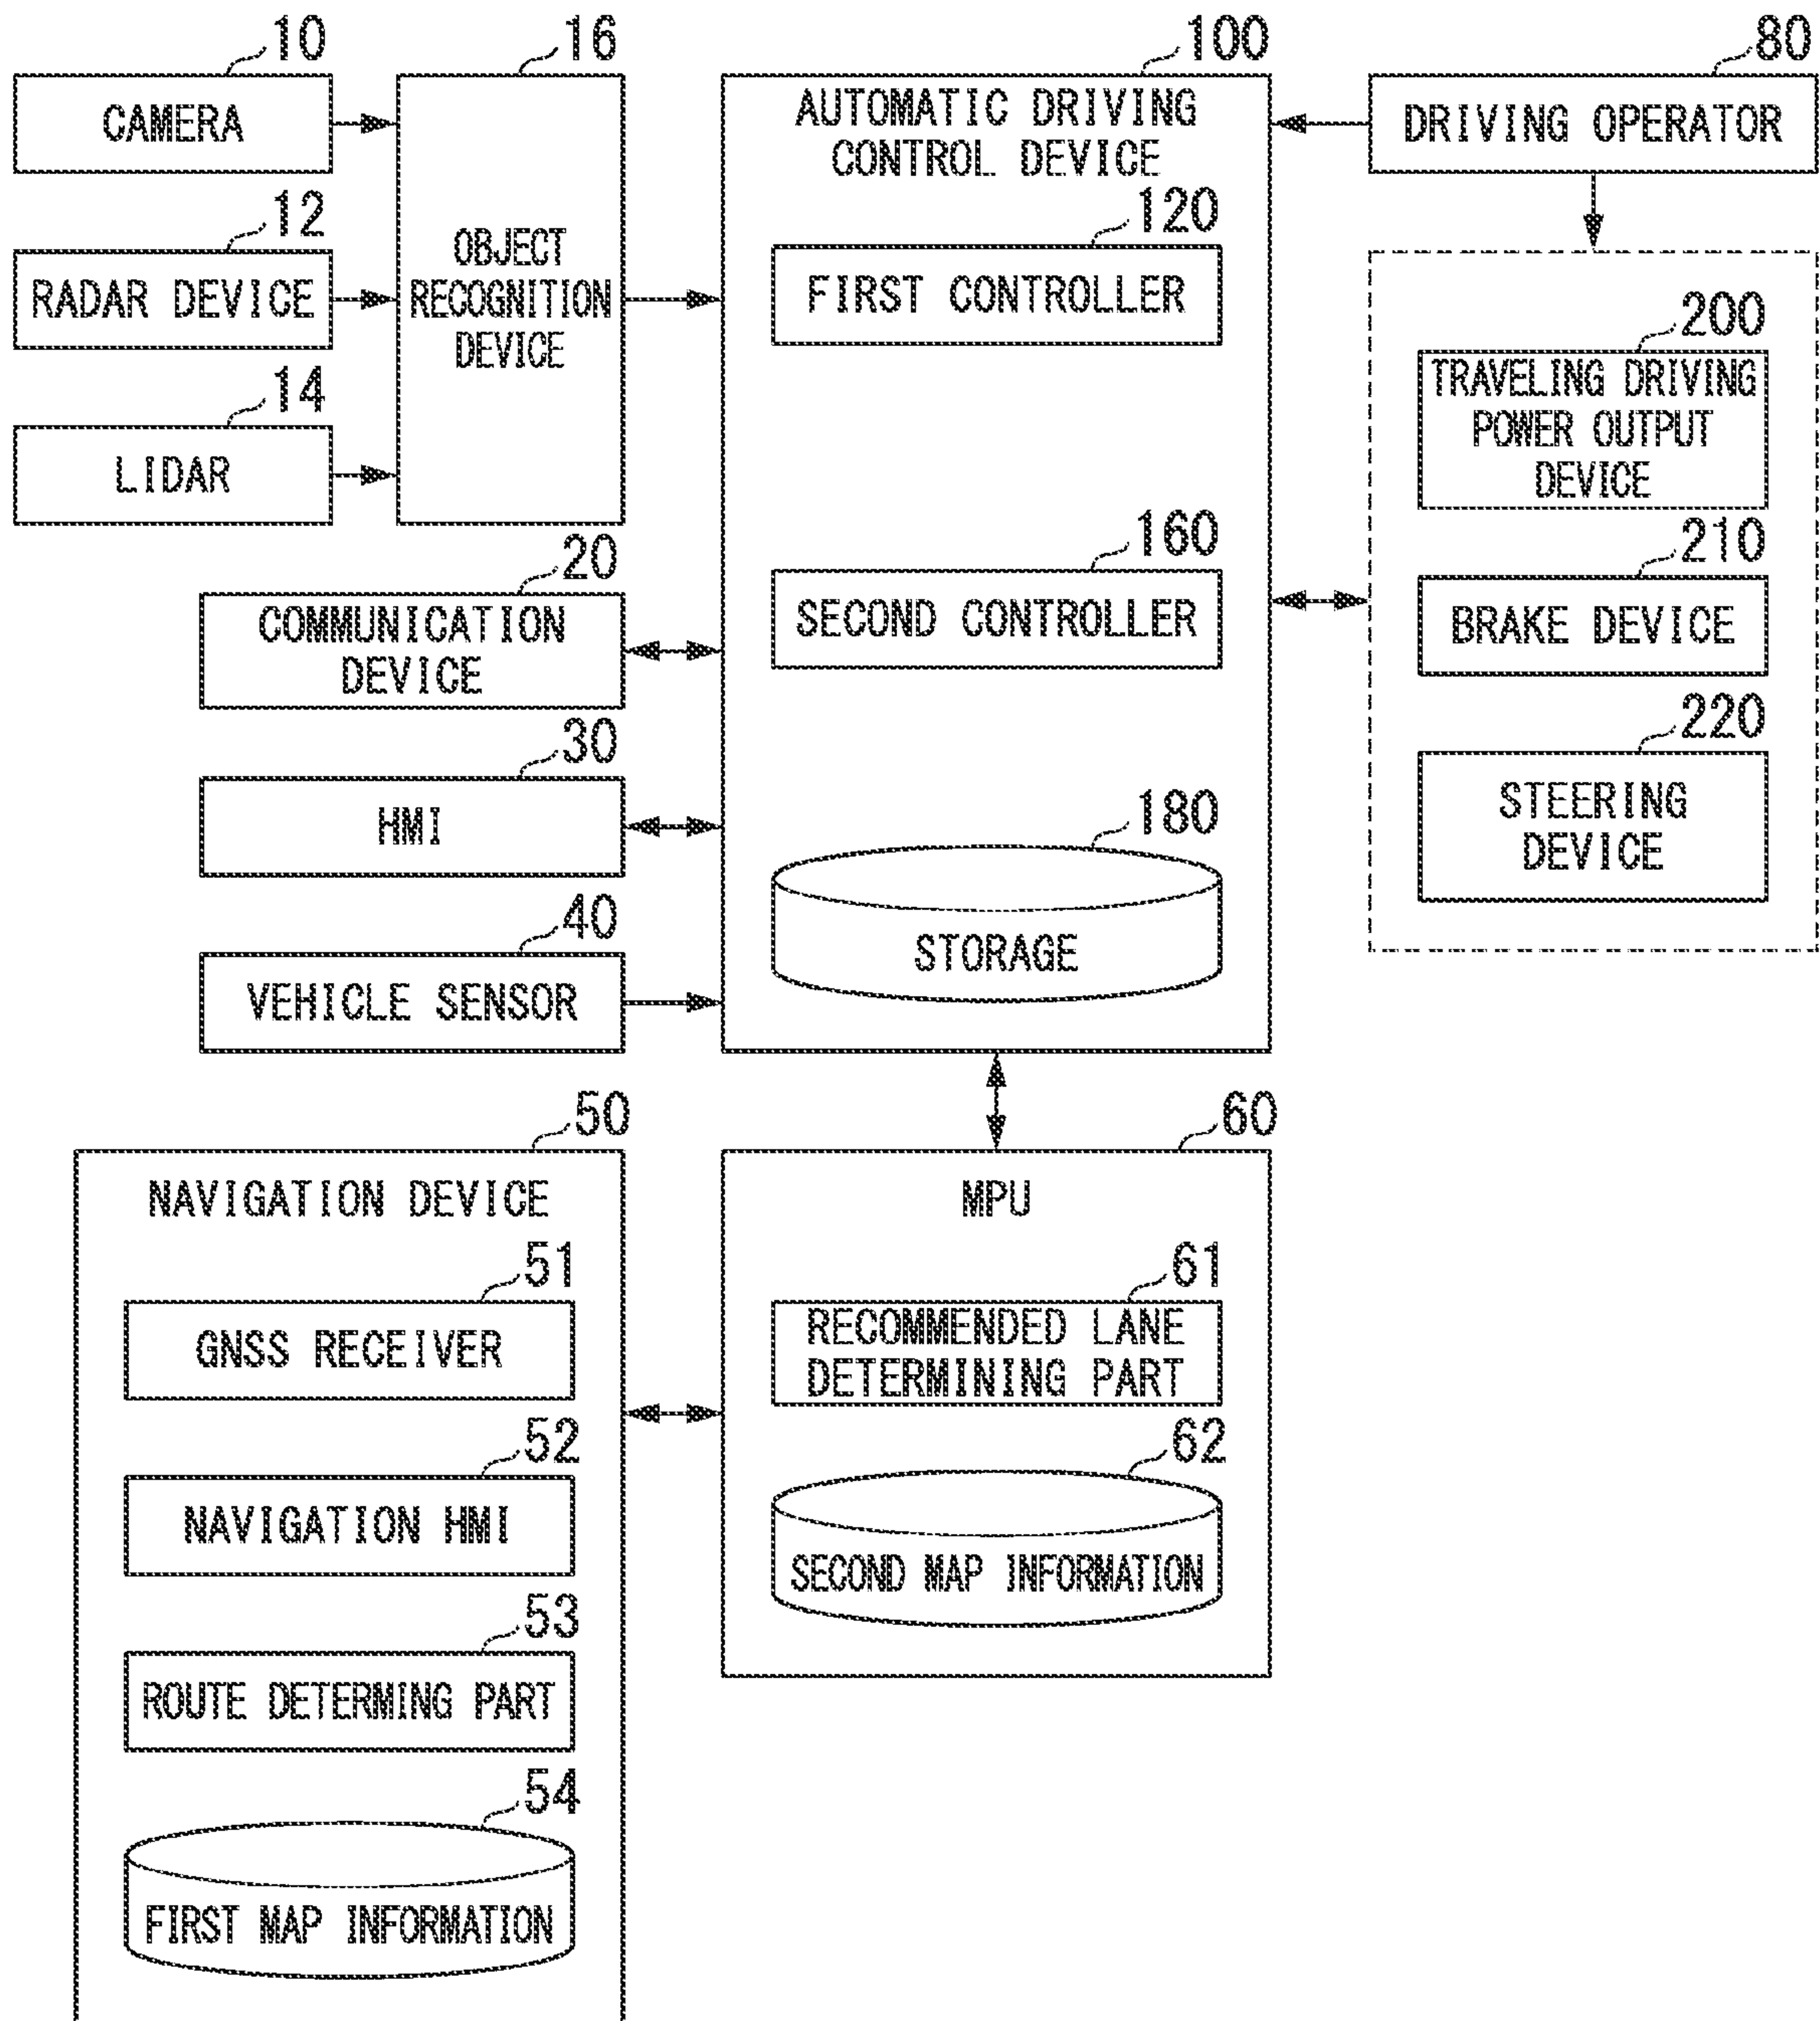 10
CAMERA
12
RADAR DEVICE
14
LIDAR
16
OBJECT
RECOGNITION
DEVICE
20
COMMUNICATION
DEVICE
30
HMI
40
VEHICLE SENSOR
100
AUTOMATIC DRIVING
CONTROL DEVICE
120
FIRST CONTROLLER
160
SECOND CONTROLLER
180
STORAGE
80
DRIVING OPERATOR
200
TRAVELING DRIVING
POWER OUTPUT
DEVICE
210
BRAKE DEVICE
220
STEERING
DEVICE
50
NAVIGATION DEVICE
51
GNSS RECEIVER
52
NAVIGATION HMI
53
ROUTE DETERMING PART
54
FIRST MAP INFORMATION
60
MPU
61
RECOMMENDED LANE
DETERMINING PART
62
SECOND MAP INFORMATION